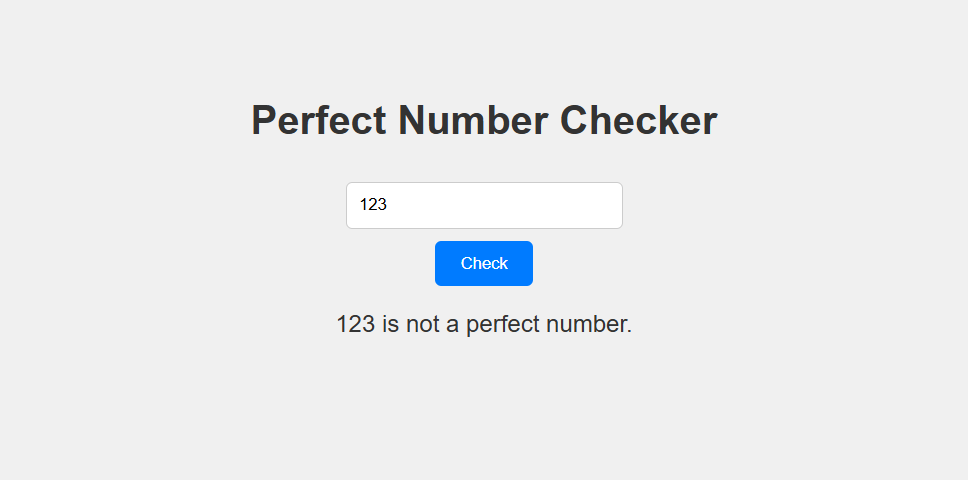 Perfect Number Checker
123
Check
123 is not a perfect number.